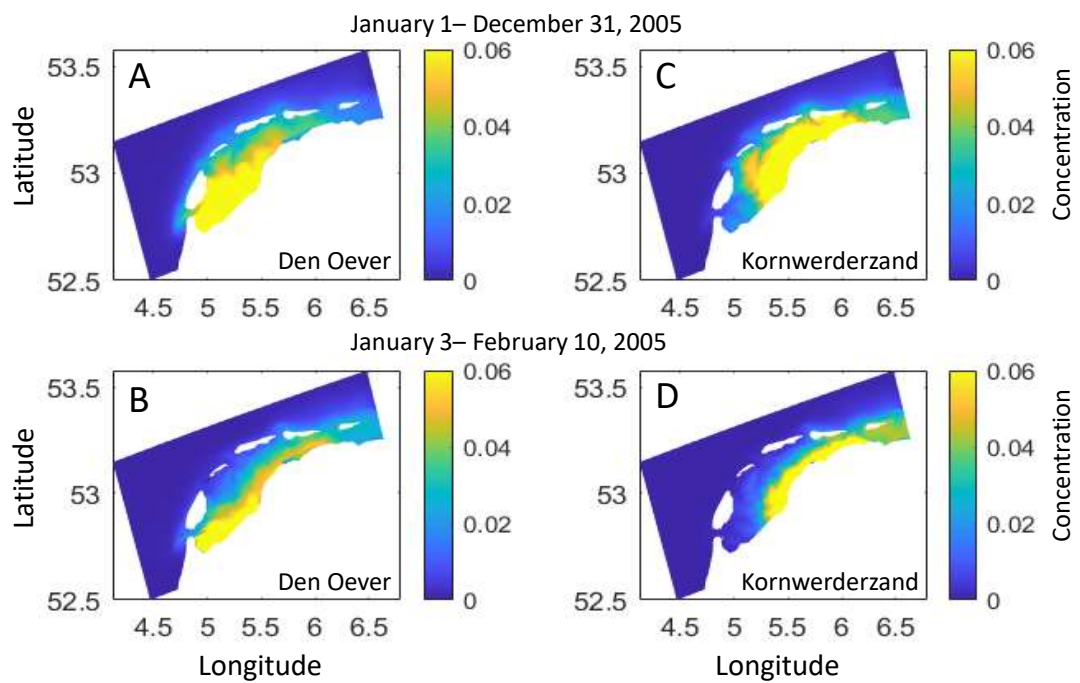 January 1– December 31, 2005
A
Den Oever
Latitude
53.5
53
52.5
4.5 5 5.5 6 6.5
0.06
0.04
0.02
0
C
Kornwerderzand
53.5
53
52.5
4.5 5 5.5 6 6.5
0.06
0.04
0.02
0
Concentration
January 3– February 10, 2005
B
Den Oever
Latitude
53.5
53
52.5
4.5 5 5.5 6 6.5
Longitude
0.06
0.04
0.02
0
D
Kornwerderzand
53.5
53
52.5
4.5 5 5.5 6 6.5
Longitude
0.06
0.04
0.02
0
Concentration